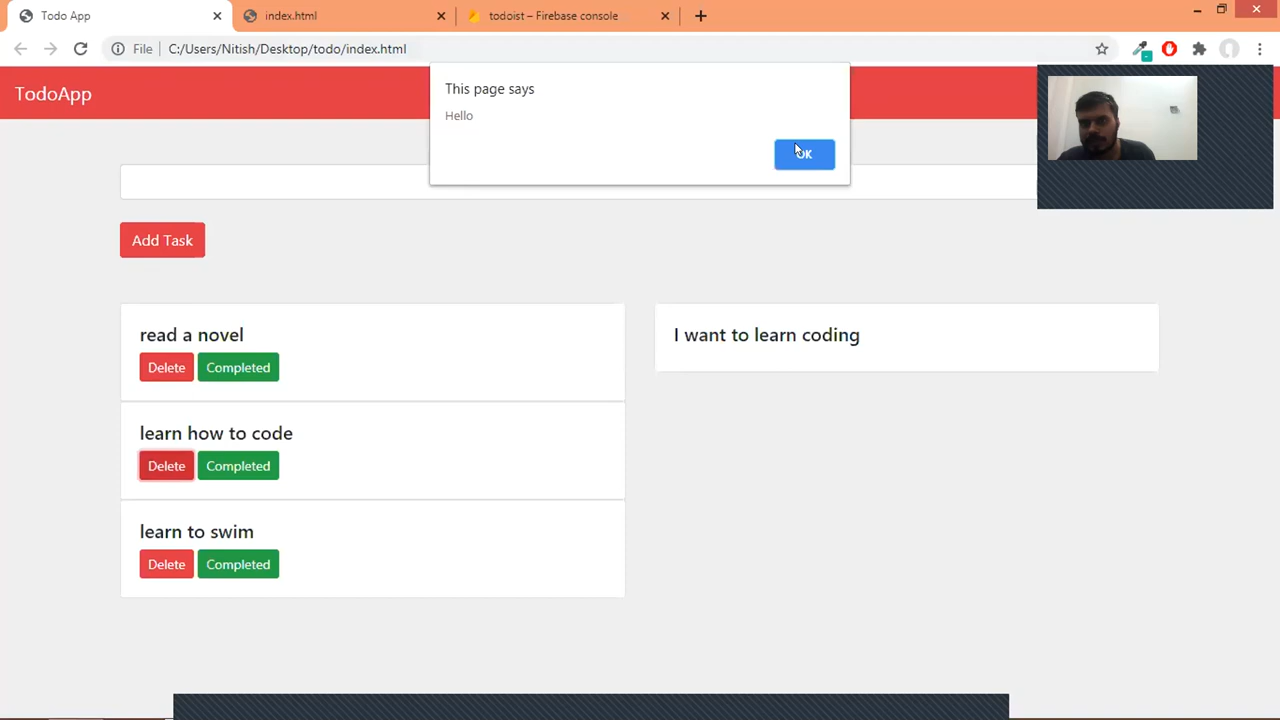 Todo App
index.html
todoist – Firebase console
File
C:/Users/Nitish/Desktop/todo/index.html
TodoApp
This page says
Hello
OK
Add Task
read a novel
Delete
Completed
learn how to code
Delete
Completed
learn to swim
Delete
Completed
I want to learn coding